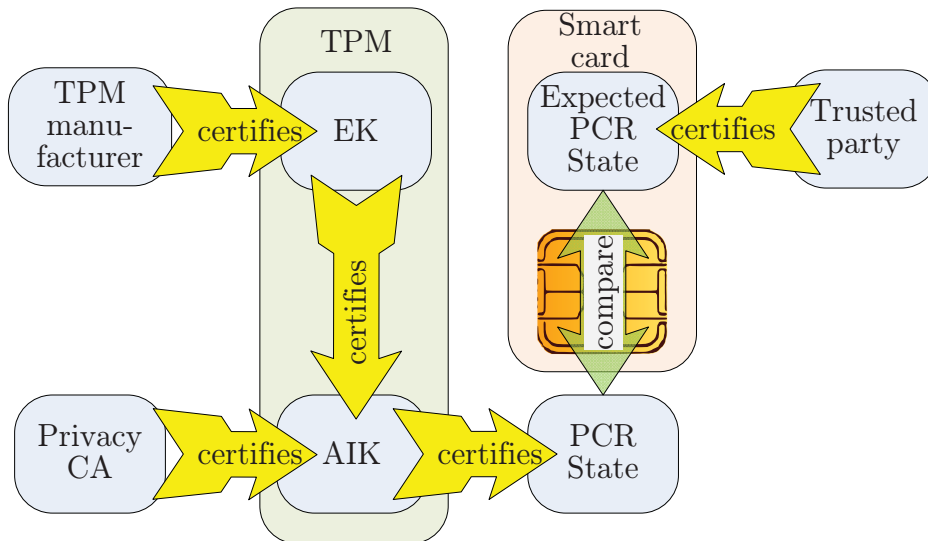 TPM
Smart
card
TPM
manu-
facturer
certifies
EK
Expected
PCR
State
certifies
Trusted
party
certifies
compare
Privacy
CA
certifies
AIK
certifies
PCR
State